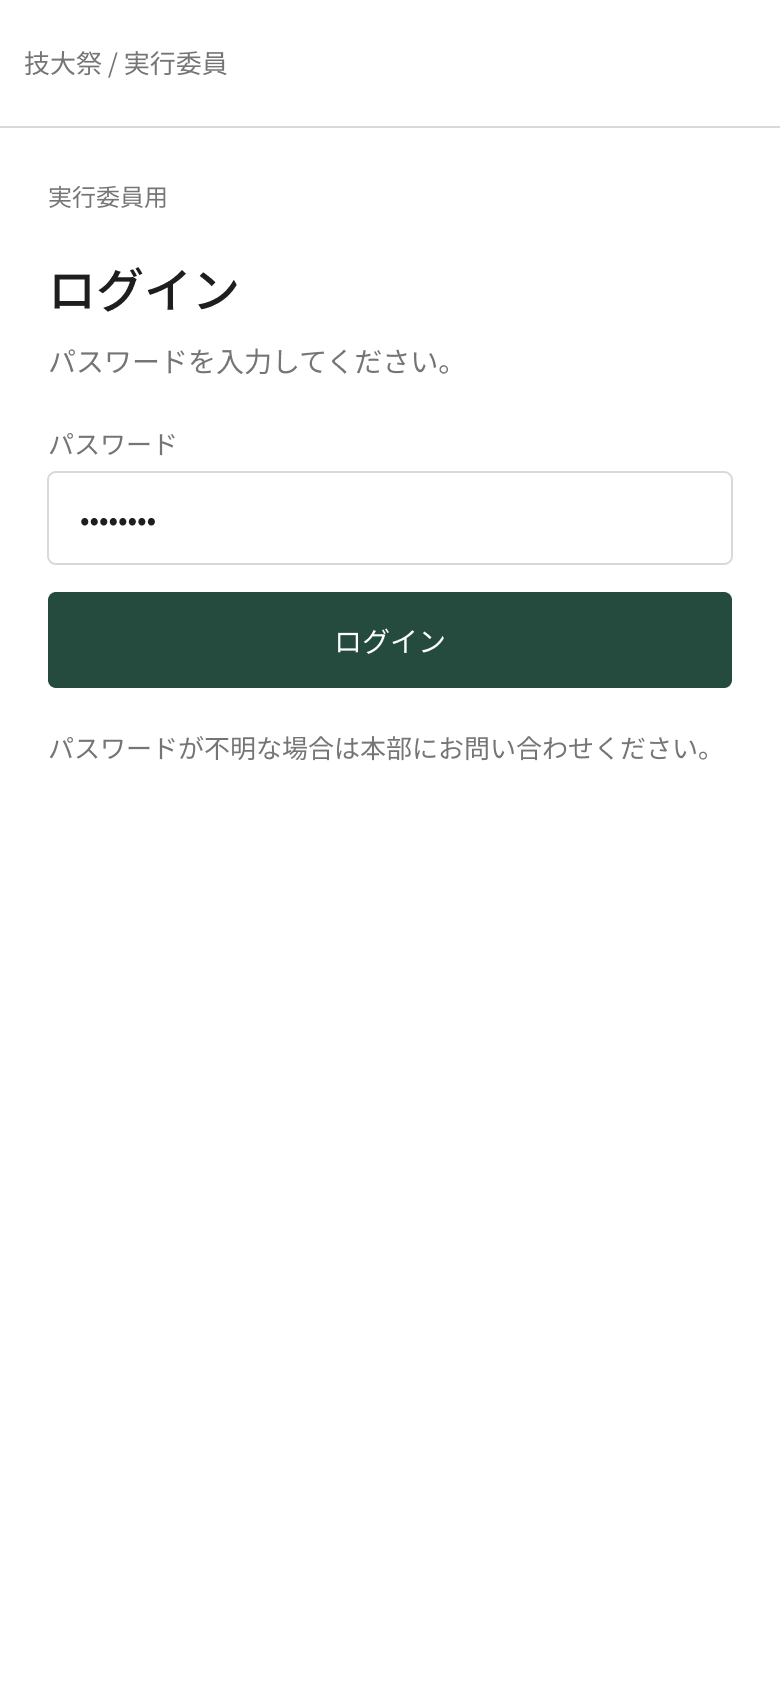 技大祭 / 実行委員
実行委員用
ログイン
パスワードを入力してください。
パスワード
••••••••
ログイン
パスワードが不明な場合は本部にお問い合わせください。